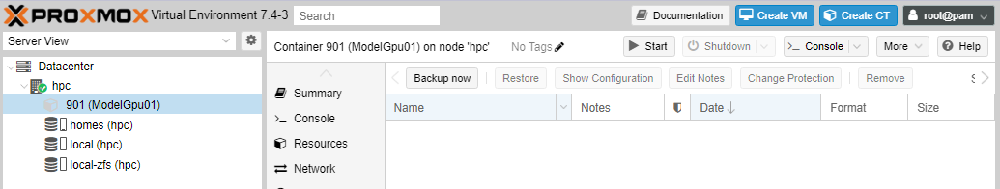 PROXMOX Virtual Environment 7.4-3 Search Documentation Create VM Create CT root@pam
Server View
Container 901 (ModelGpu01) on node 'hpc' No Tags Start Shutdown Console More Help
Datacenter
hpc
901 (ModelGpu01)
homes (hpc)
local (hpc)
local-zfs (hpc)
Summary
Console
Resources
Network
Backup now Restore Show Configuration Edit Notes Change Protection Remove S
Name Notes Date Format Size